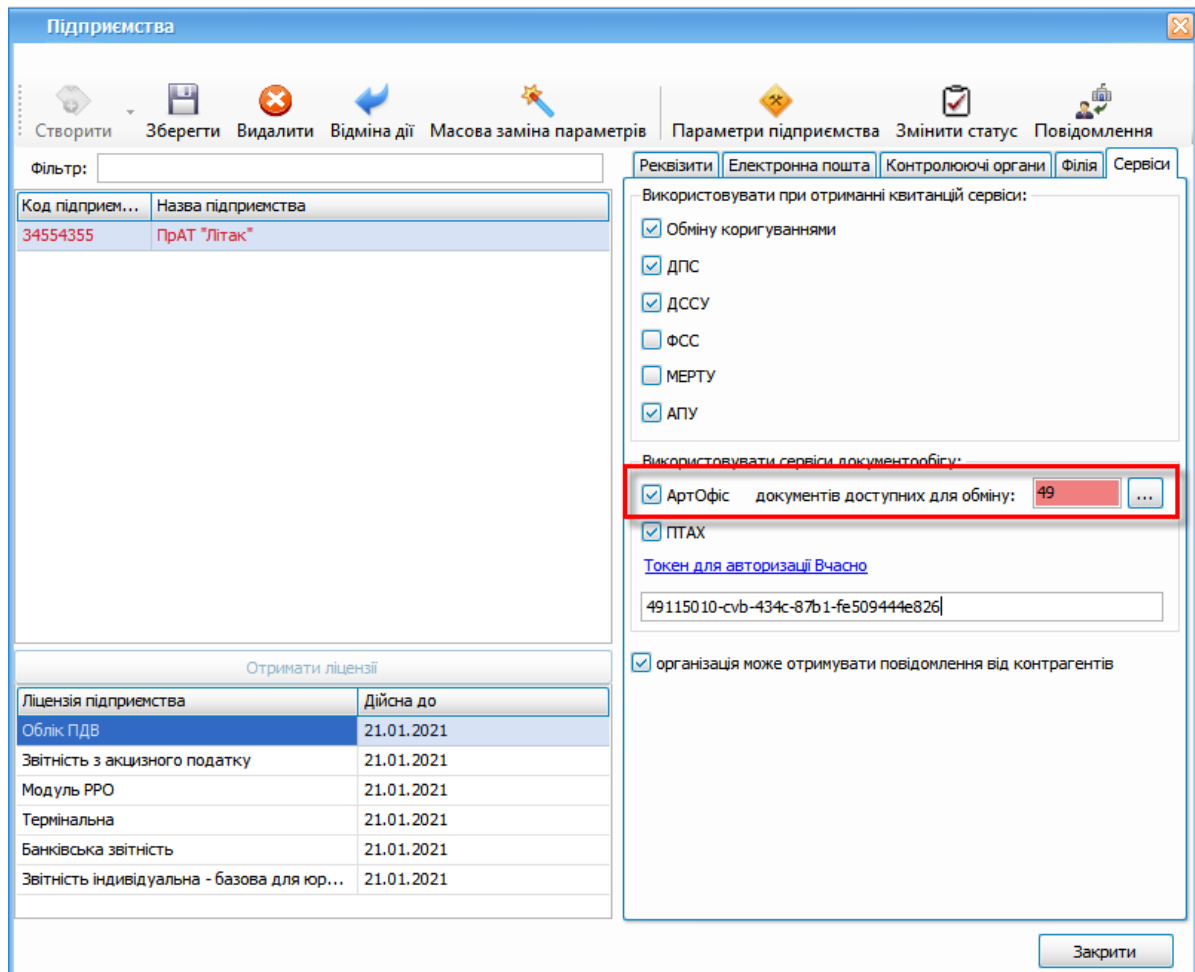 Підприємства
Створити Зберегти Видалити Відміна дії Масова заміна параметрів Параметри підприємства Змінити статус Повідомлення
Фільтр:
Код підприєм... Назва підприємства
34554355 ПрАТ "Літак"
Реквізити Електронна пошта Контролюючі органи Філія Сервіси
Використовувати при отриманні квитанцій сервіси:
Обміну коригуваннями
ДПС
ДССУ
ФСС
МЕРТУ
АПУ
Використовувати сервіси документообігу:
АртОфіс документів доступних для обміну: 49 ...
ПТАХ
Токен для авторизації Вчасно
49115010-cvb-434c-87b1-fe509444e826
організація може отримувати повідомлення від контрагентів
Отримати ліцензії
Ліцензія підприємства Дійсна до
Облік ПДВ 21.01.2021
Звітність з акцизного податку 21.01.2021
Модуль РРО 21.01.2021
Термінальна 21.01.2021
Банківська звітність 21.01.2021
Звітність індивідуальна - базова для юр... 21.01.2021
Закрити